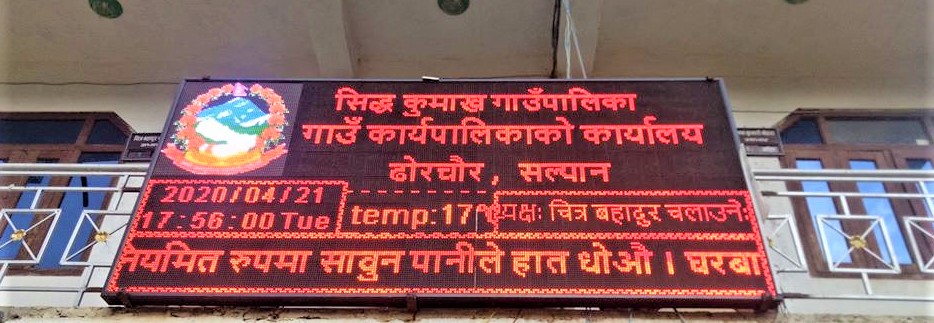 सिद्ध कुमाख गाउँपालिका
गाउँ कार्यपालिकाको कार्यालय
ढोरचौर, सल्यान
2020/04/21
17:56:00 Tue
temp:17
चित्र बहादुर चलाउने
नियमित रुपमा साबुन पानीले हात धोऔ । घरबा